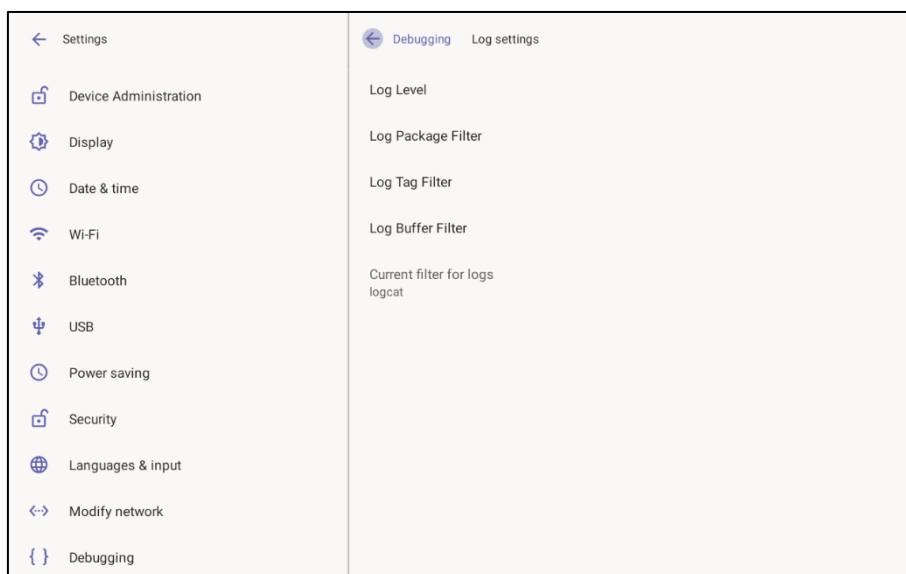 Settings
Device Administration
Display
Date & time
Wi-Fi
Bluetooth
USB
Power saving
Security
Languages & input
Modify network
Debugging
Debugging Log settings
Log Level
Log Package Filter
Log Tag Filter
Log Buffer Filter
Current filter for logs
logcat